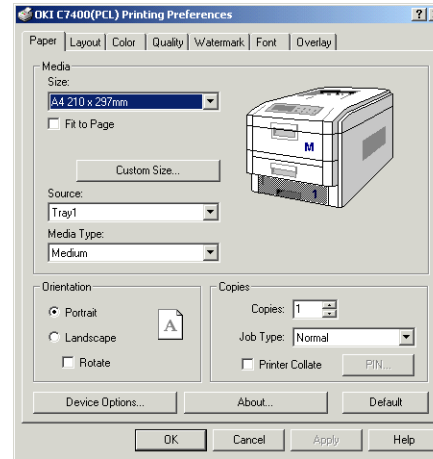 OKI C7400(PCL) Printing Preferences
Paper Layout Color Quality Watermark Font Overlay
Media
Size:
A4 210 x 297mm
Fit to Page
M
Custom Size...
Source:
1
Tray1
Media Type:
Medium
Orientation
Copies
Portrait
A
Copies: 1
Landscape
Job Type: Normal
Rotate
Printer Collate PIN...
Device Options... About... Default
OK Cancel Apply Help